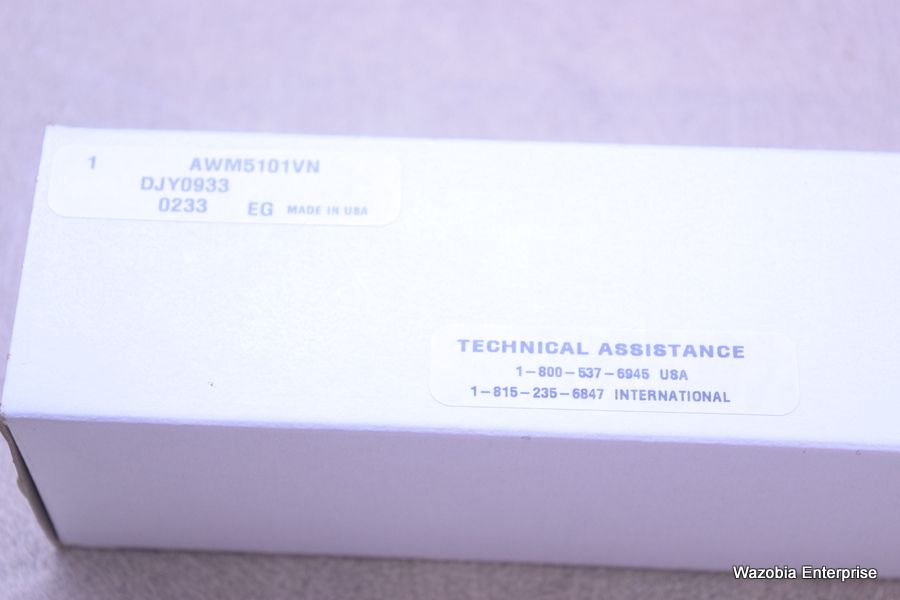 1 AWM5101VN
DJY0933
0233 EG MADE IN USA
TECHNICAL ASSISTANCE
1-800-537-6945 USA
1-815-235-6847 INTERNATIONAL
Wazobia Enterprise